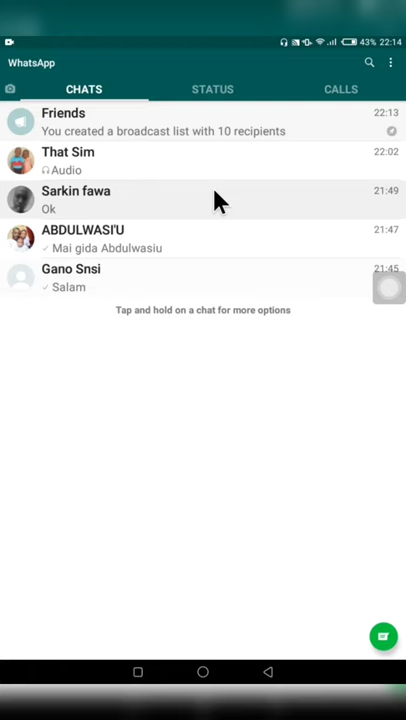 43% 22:14
WhatsApp
CHATS STATUS CALLS
Friends 22:13
You created a broadcast list with 10 recipients
That Sim 22:02
Audio
Sarkin fawa 21:49
Ok
ABDULWASI'U 21:47
Mai gida Abdulwasiu
Gano Snsi 21:45
Salam
Tap and hold on a chat for more options